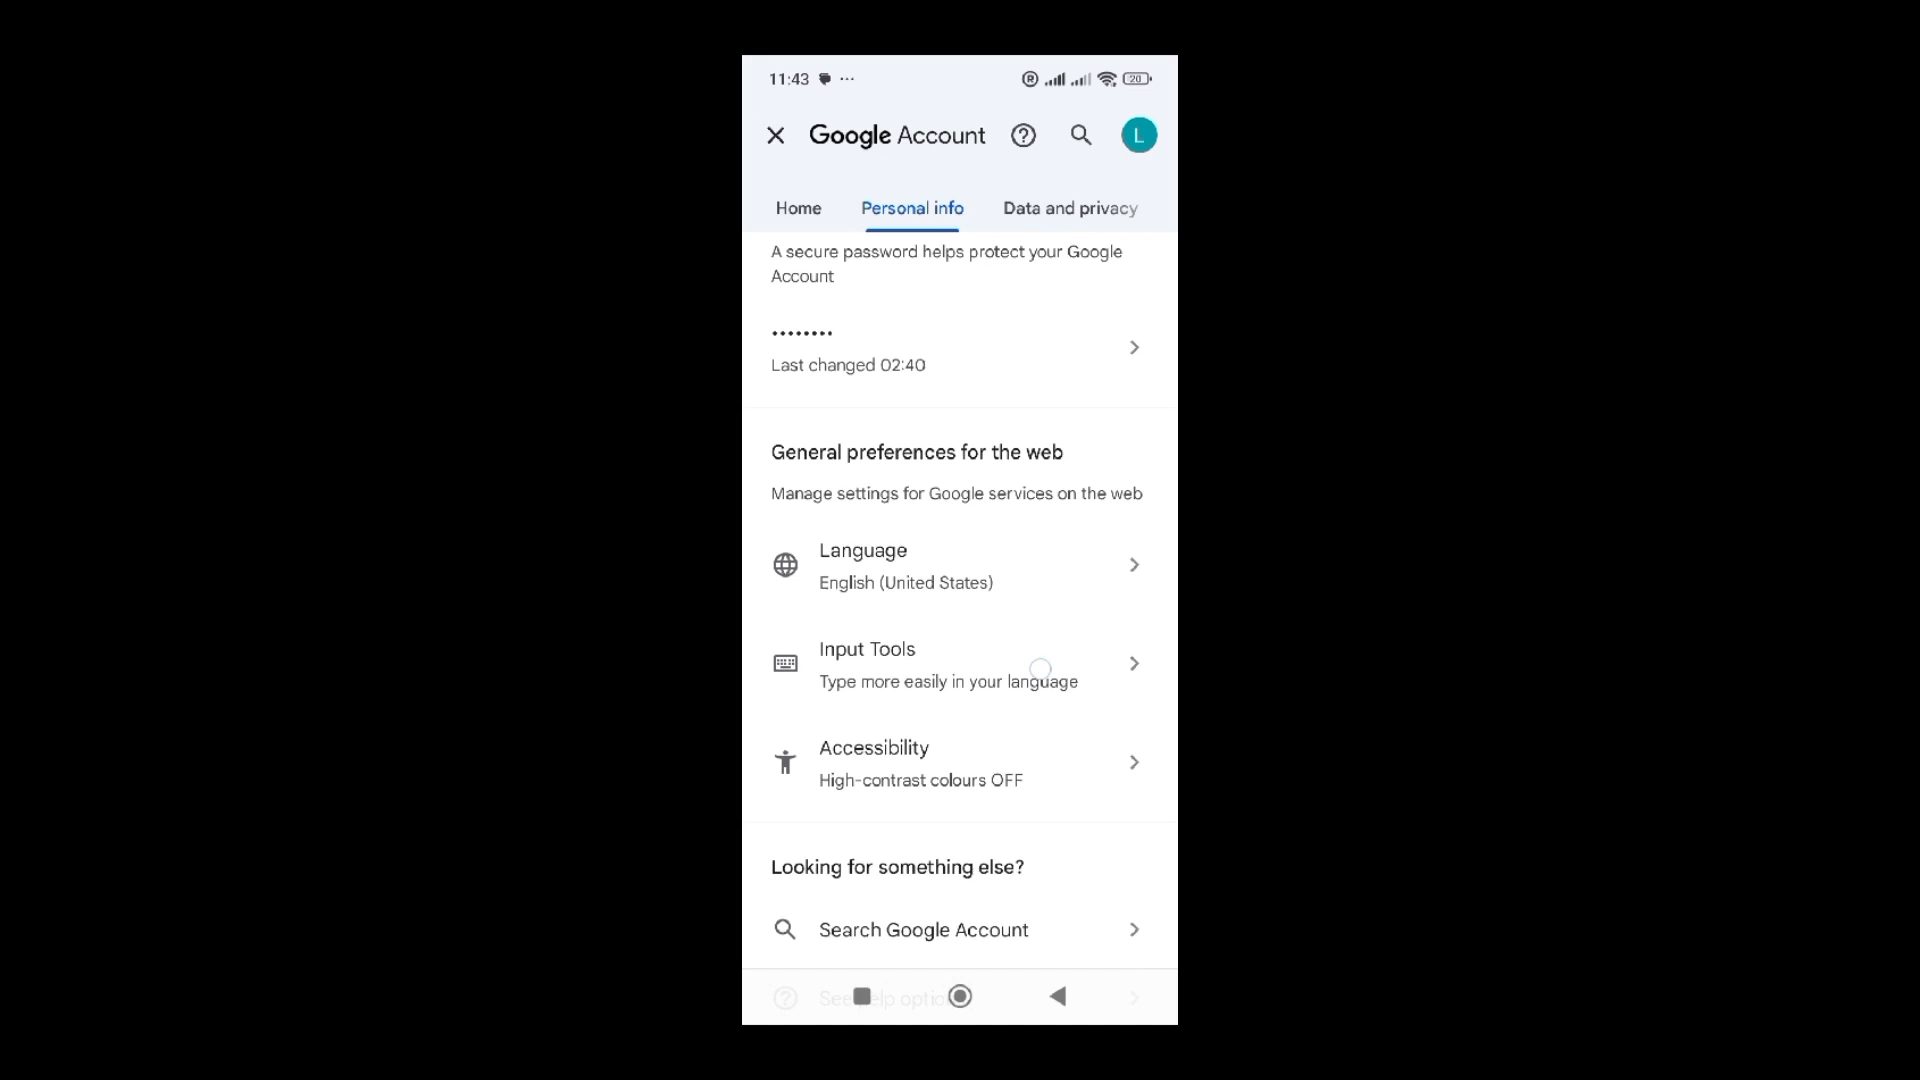 11:43 ... R 20
Google Account L
Home Personal info Data and privacy
A secure password helps protect your Google
Account
••••••••
Last changed 02:40
General preferences for the web
Manage settings for Google services on the web
Language
English (United States)
Input Tools
Type more easily in your language
Accessibility
High-contrast colours OFF
Looking for something else?
Search Google Account